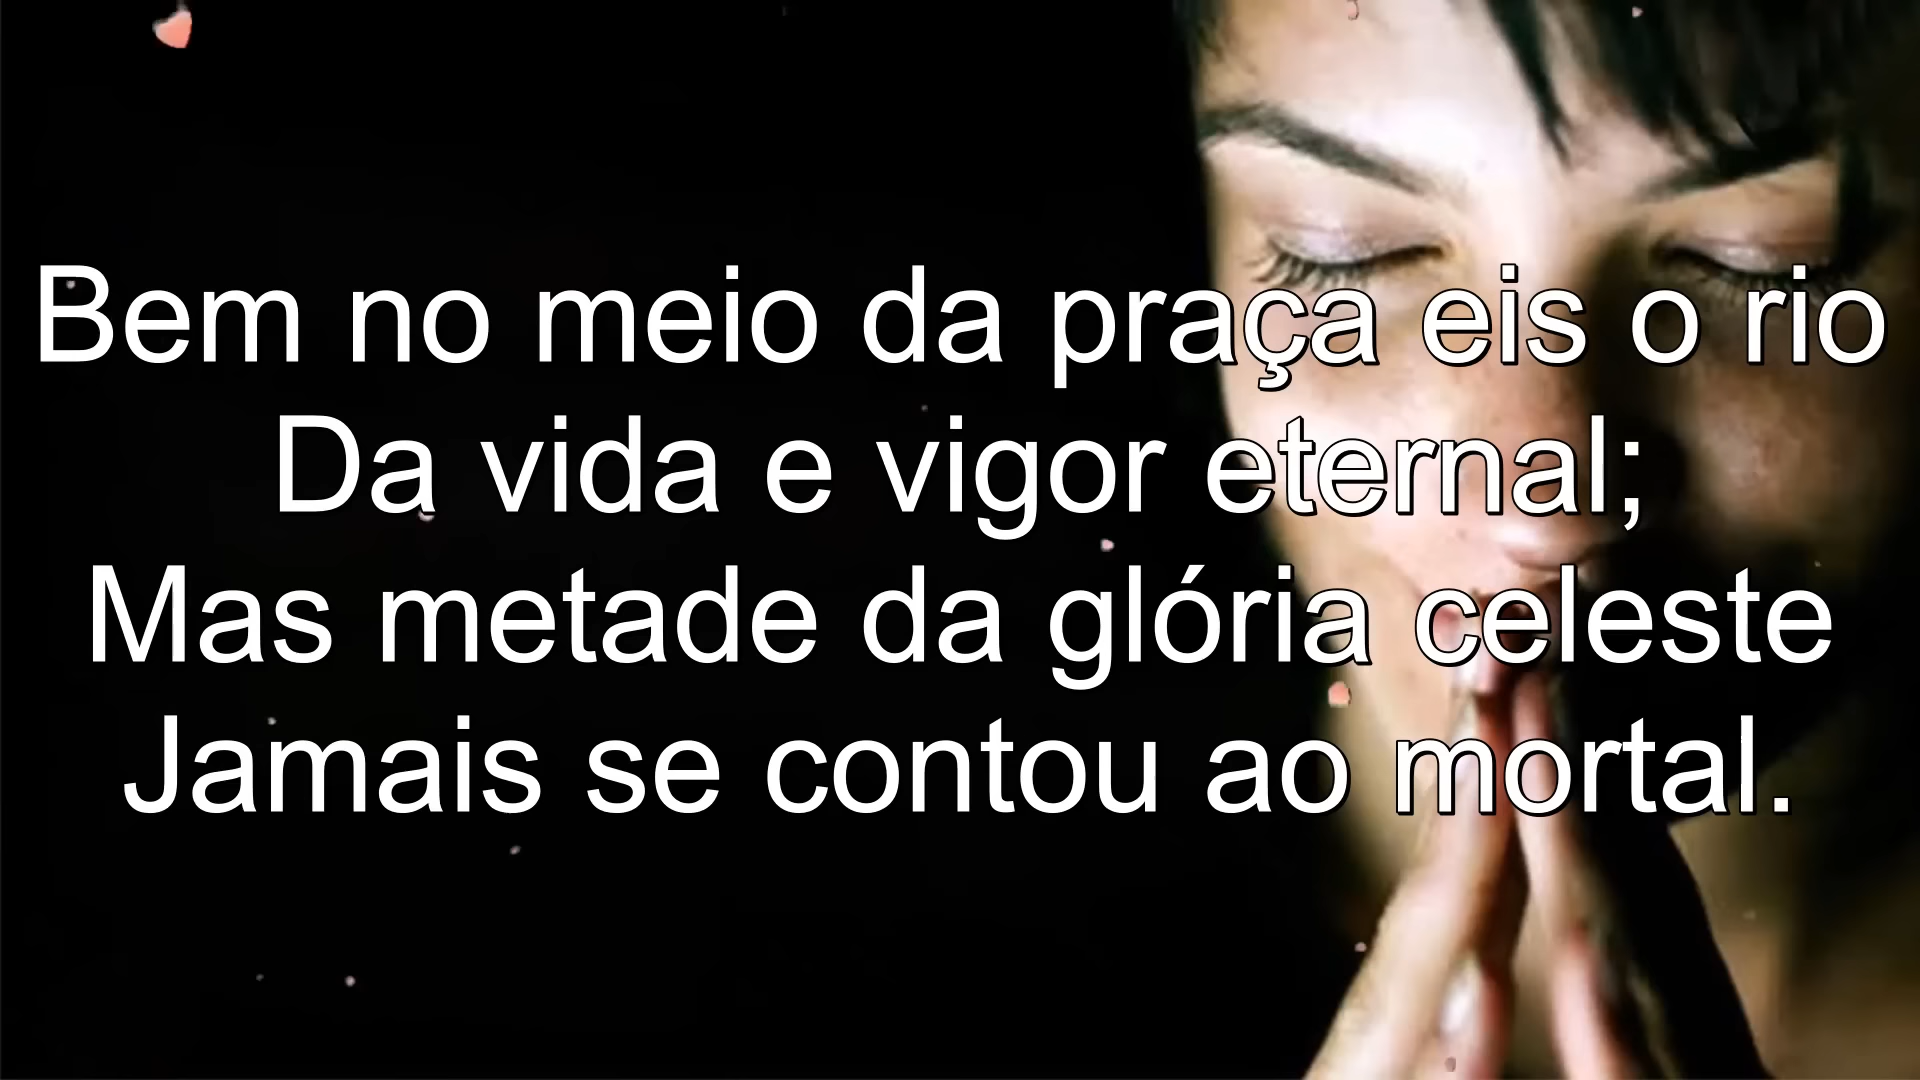 Bem no meio da praça eis o rio
Da vida e vigor eternal;
Mas metade da glória celeste
Jamais se contou ao mortal.